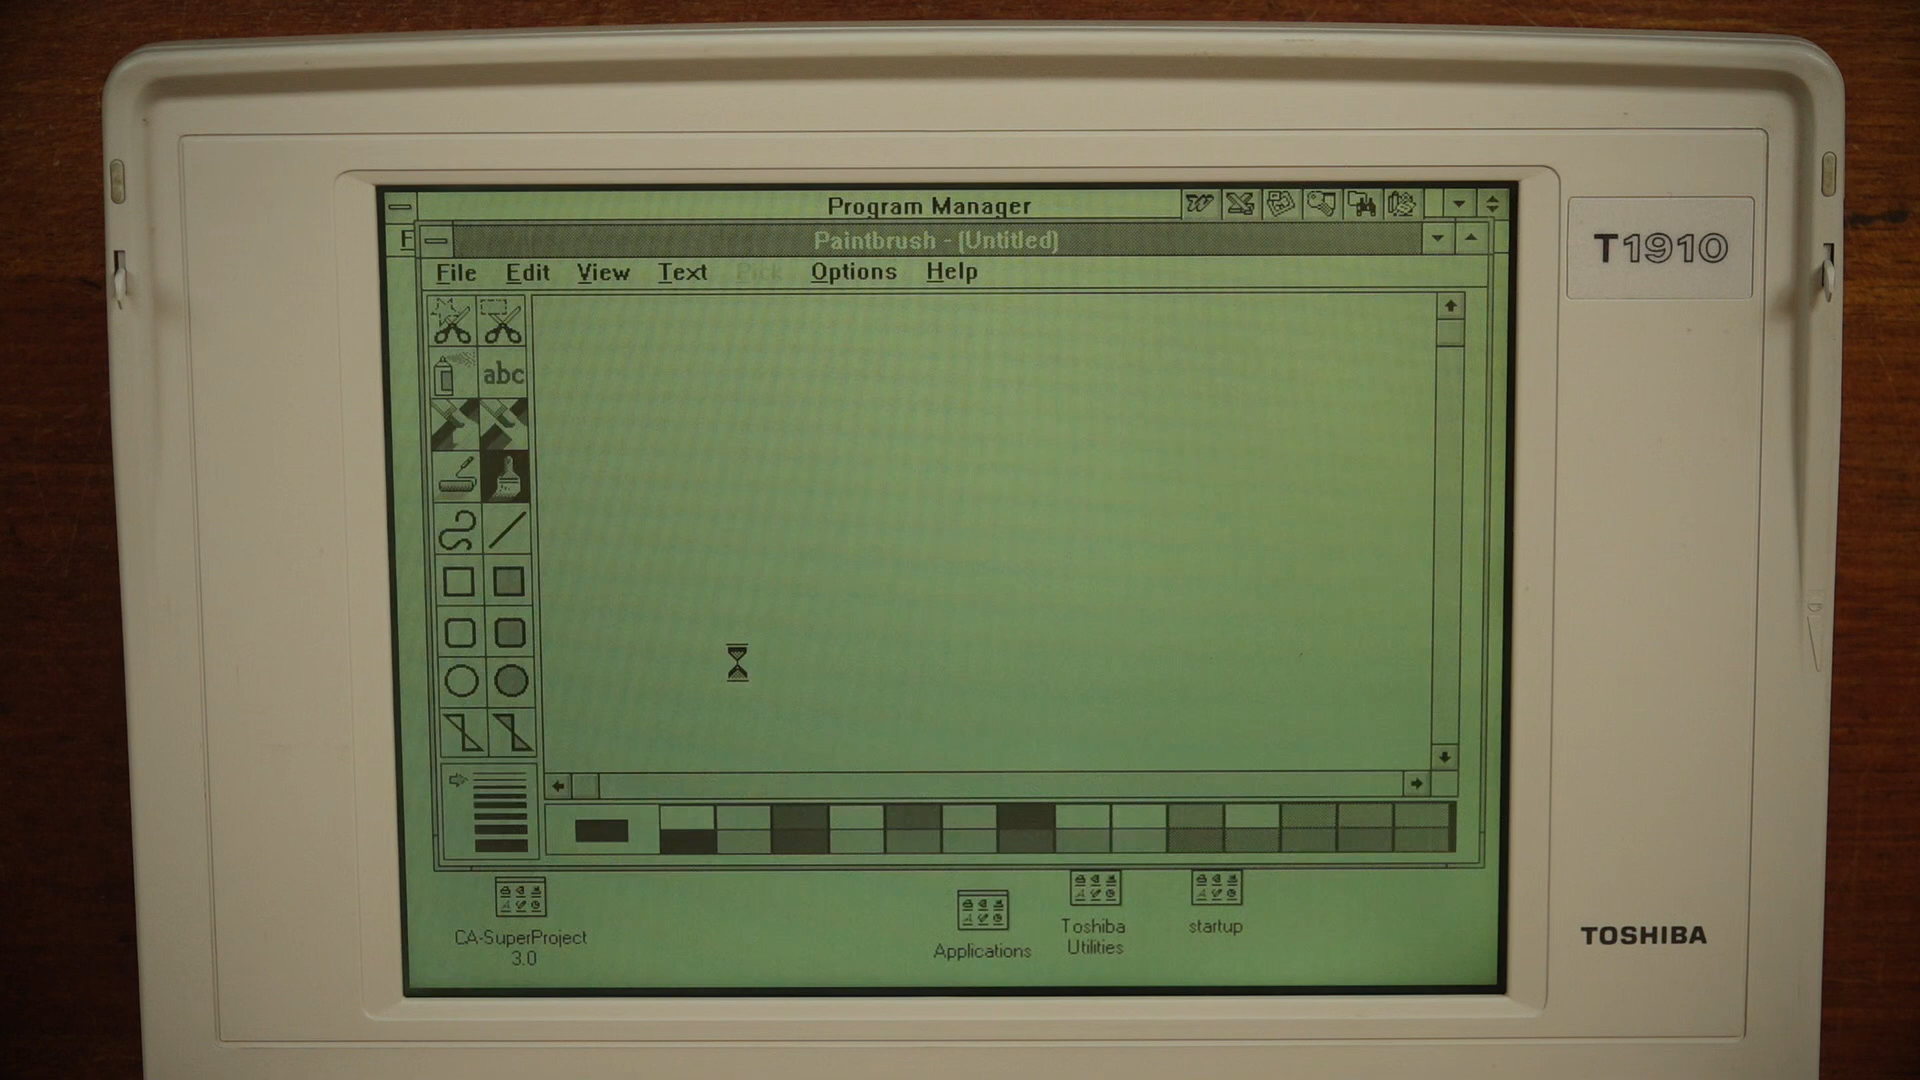 Program Manager
F
Paintbrush - (Untitled)
File Edit View Text Pick Options Help
abc
T1910
CA-SuperProject
3.0
Applications
Toshiba
Utilities
startup
TOSHIBA